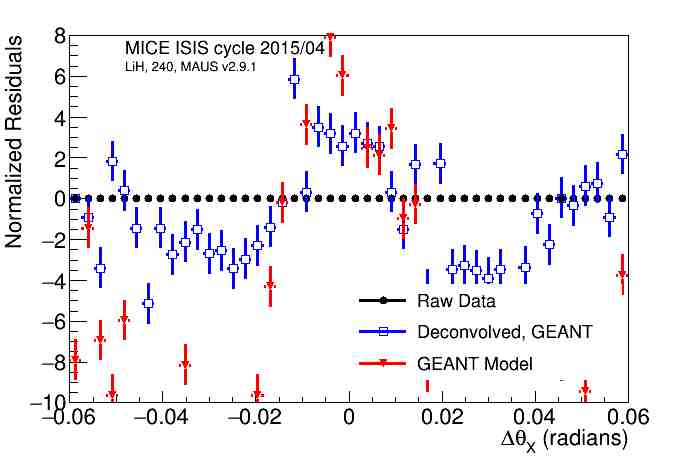 MICE ISIS cycle 2015/04
LiH, 240, MAUS v2.9.1
Normalized Residuals
8
6
4
2
0
−2
−4
−6
−8
−10
Raw Data
Deconvolved, GEANT
GEANT Model
−0.06 −0.04 −0.02 0 0.02 0.04 0.06
Δθ_X (radians)